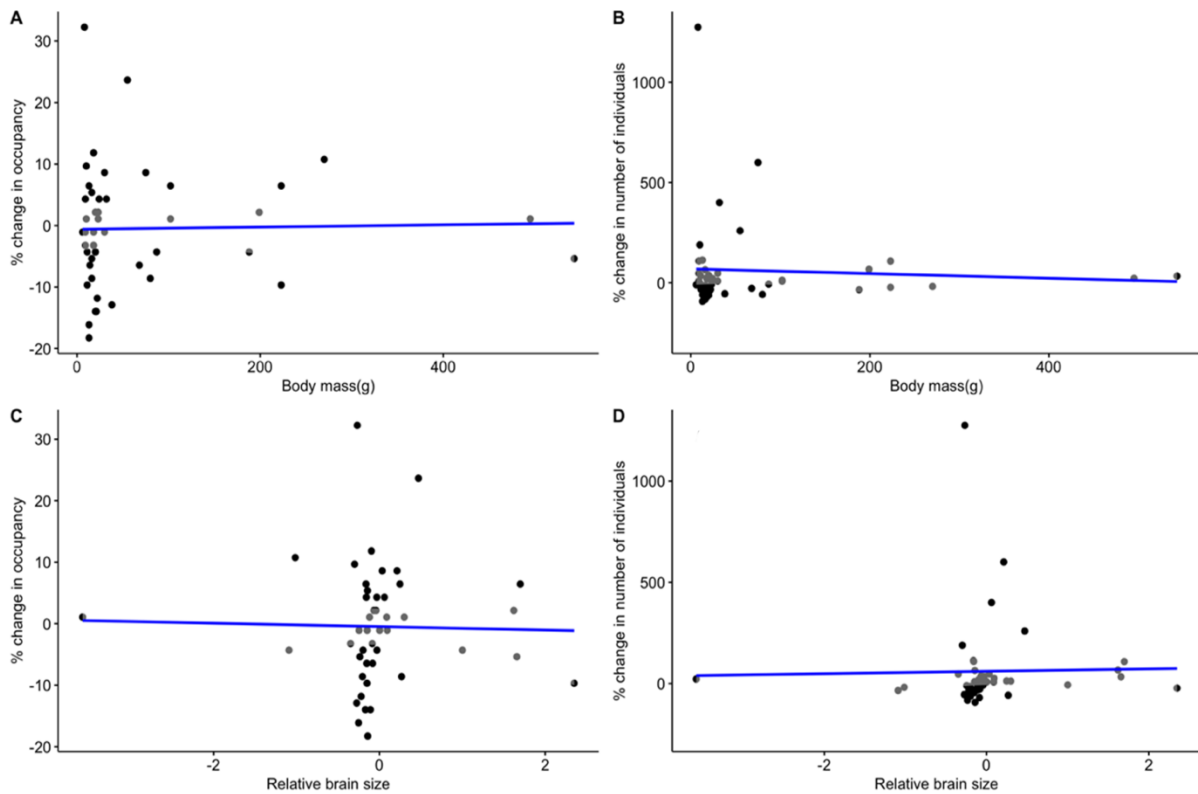 A
% change in occupancy
30
20
10
0
-10
-20
0
200
400
Body mass(g)
B
% change in number of individuals
1000
500
0
0
200
400
Body mass(g)
C
% change in occupancy
30
20
10
0
-10
-20
-2
0
2
Relative brain size
D
% change in number of individuals
1000
500
0
-2
0
2
Relative brain size